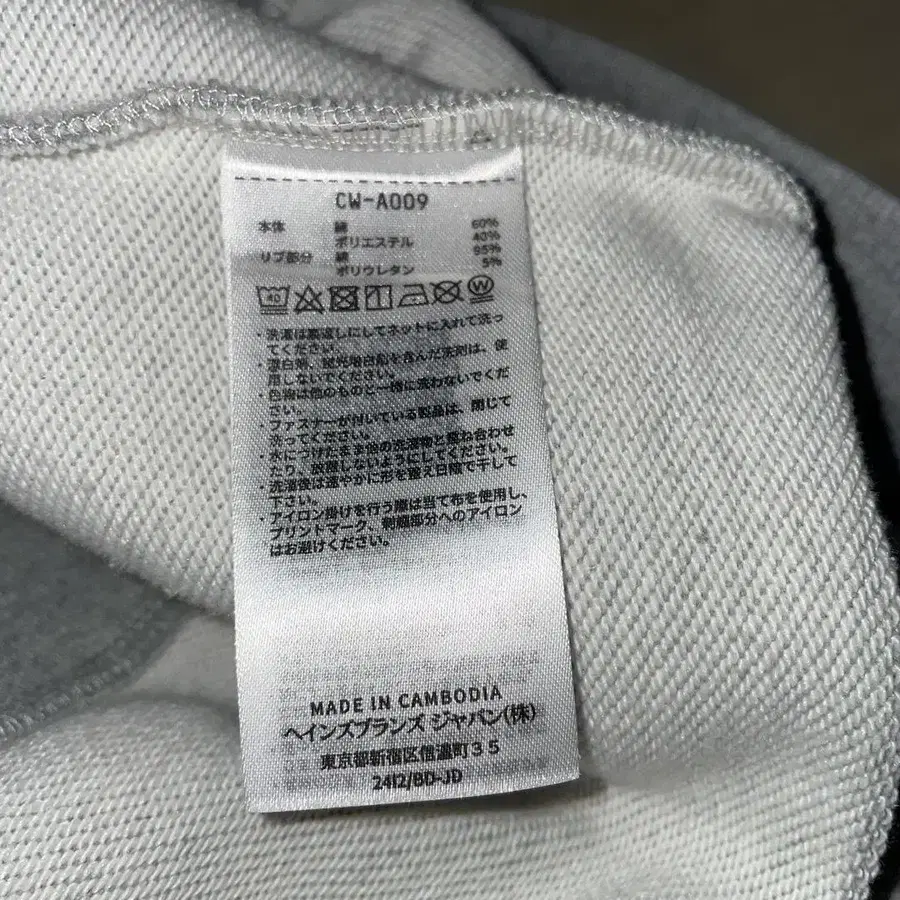 CW-A009
本体 綿 60%
ポリエステル 40%
リブ部分 綿 95%
ポリウレタン 5%
40 W
・洗濯は裏返しにしてネットに入れて洗っ
てください。
・漂白剤、蛍光増白剤を含んだ洗剤は、使
用しないでください。
・色物は他のものと一緒に洗わないでくだ
さい。
・ファスナーが付いている製品は、閉じて
洗ってください。
・水につけたまま他の洗濯物と重ね合わせ
たり、放置しないようにしてください。
・洗濯後は速やかに形を整え日陰で干して
下さい。
・アイロン掛けを行う際は当て布を使用し、
プリントマーク、刺繍部分へのアイロン
はお避けください。
MADE IN CAMBODIA
ヘインズブランズ ジャパン(株)
東京都新宿区信濃町35
2412/BD-JD